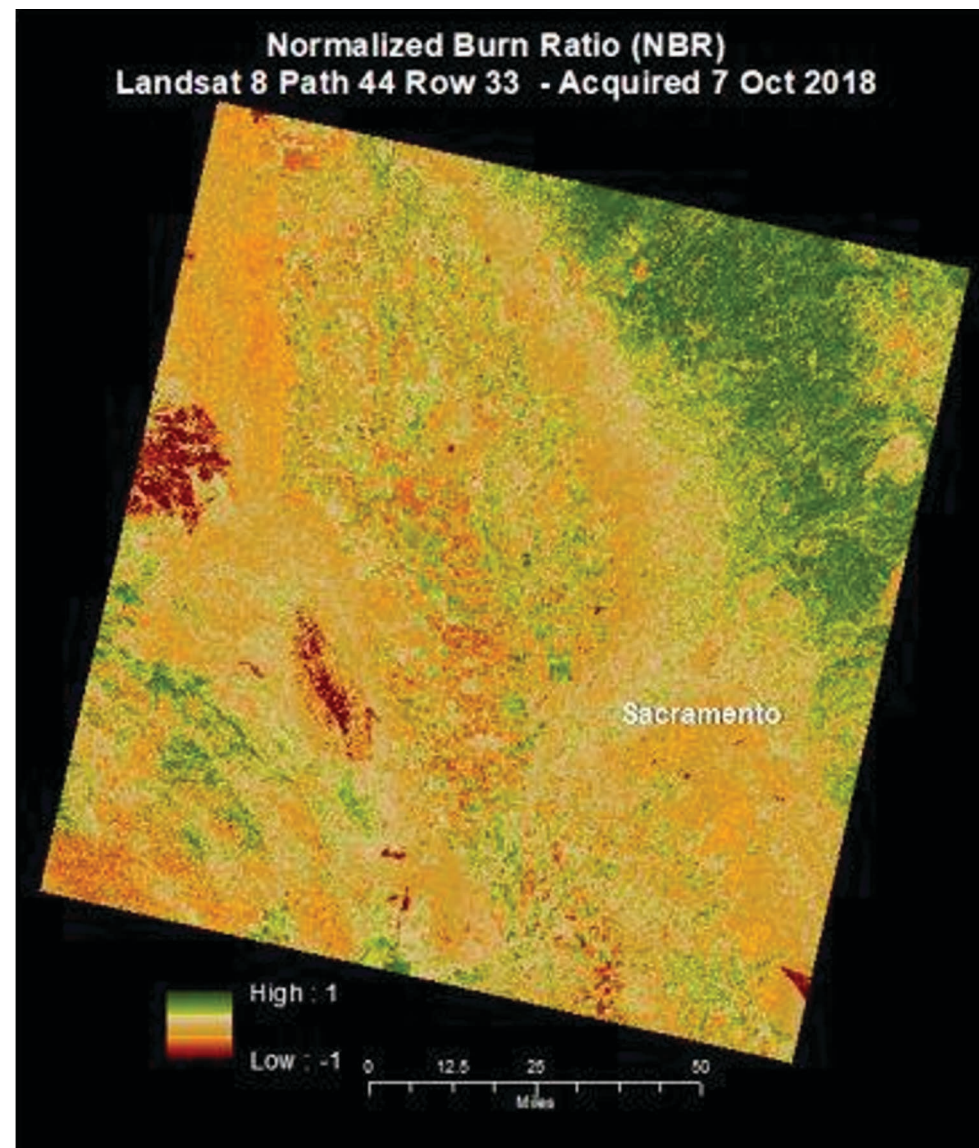 Normalized Burn Ratio (NBR)
Landsat 8 Path 44 Row 33 - Acquired 7 Oct 2018
Sacramento
High : 1
Low : -1
0 12.5 25 50
Miles